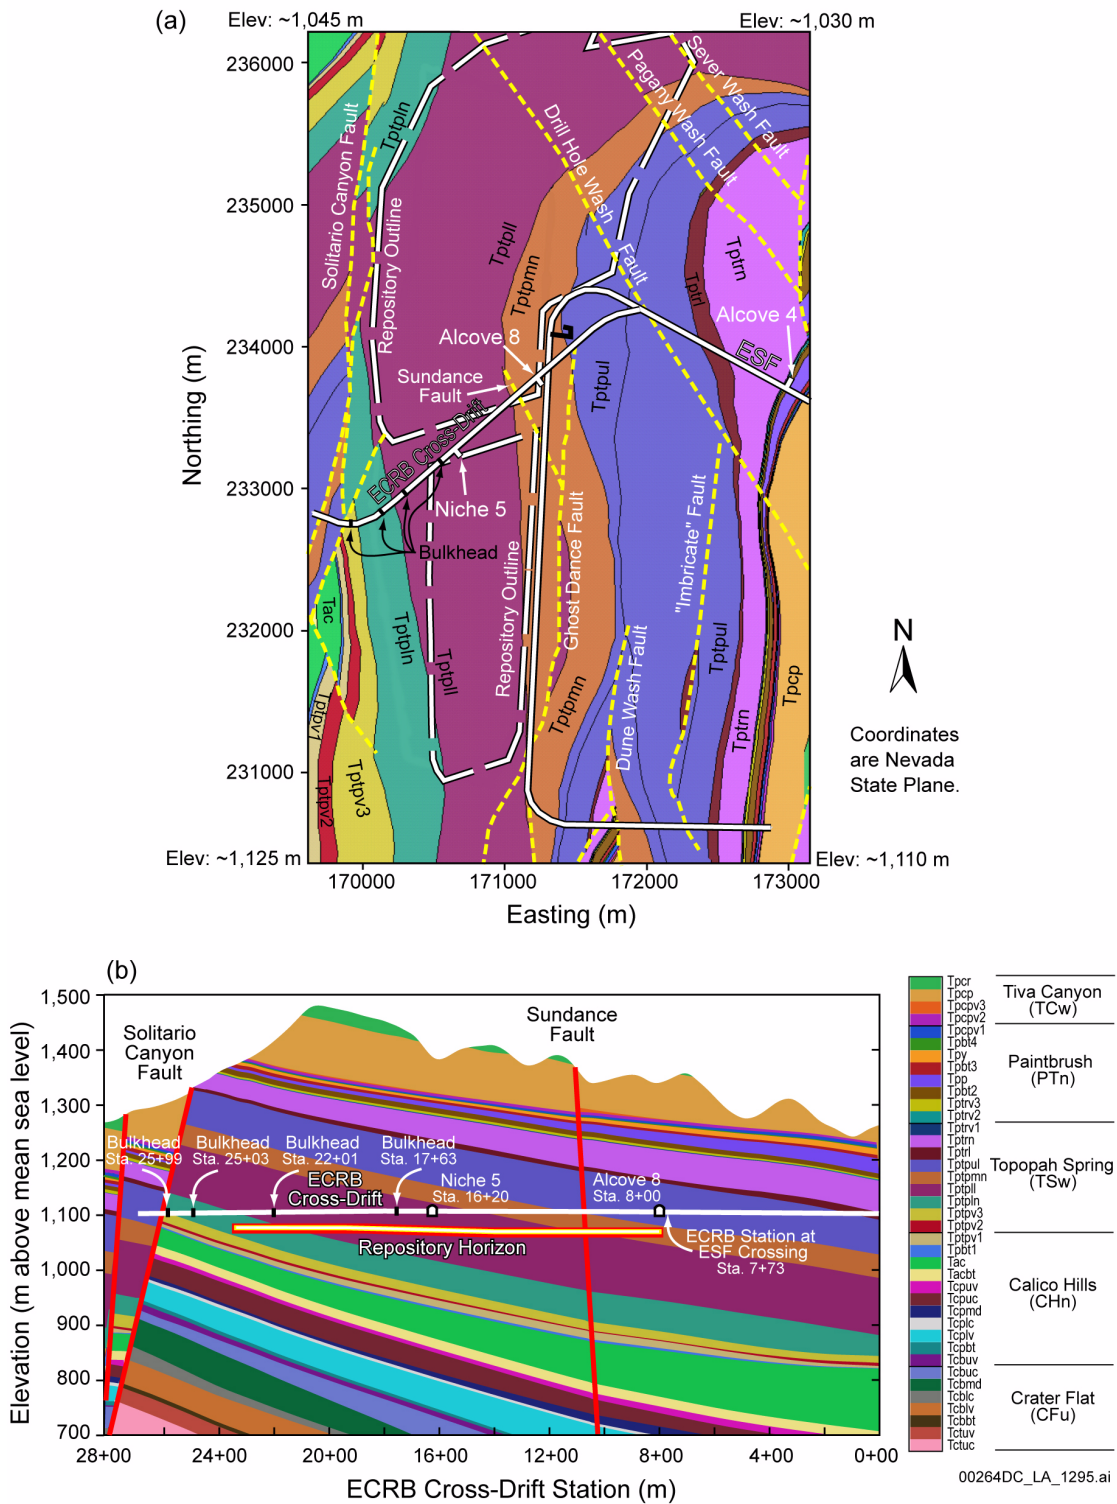 (a)
Elev: ~1,045 m
Elev: ~1,030 m
236000
235000
234000
233000
232000
231000
Northing (m)
Solitario Canyon Fault
Tptpln
Repository Outline
Tptpll
Tptpmn
Drill Hole Wash
Fault
Pagany Wash Fault
Sever Wash Fault
Tptrn
Tptrl
Alcove 4
ESF
Alcove 8
Sundance
Fault
ECRB Cross-Drift
Tptpul
Niche 5
Bulkhead
Tac
Tptpln
Tptpll
Repository Outline
Ghost Dance Fault
Tptpmn
Dune Wash Fault
"Imbricate" Fault
Tptpul
Tptrn
Tpcp
Tptpv1
Tptpv2
Tptpv3
N
Coordinates
are Nevada
State Plane.
Elev: ~1,125 m
Elev: ~1,110 m
170000
171000
172000
173000
Easting (m)
(b)
1,500
1,400
1,300
1,200
1,100
1,000
900
800
700
Elevation (m above mean sea level)
Solitario
Canyon
Fault
Sundance
Fault
Bulkhead
Sta. 25+99
Bulkhead
Sta. 25+03
Bulkhead
Sta. 22+01
Bulkhead
Sta. 17+63
ECRB
Cross-Drift
Niche 5
Sta. 16+20
Alcove 8
Sta. 8+00
Repository Horizon
ECRB Station at
ESF Crossing
Sta. 7+73
28+00
24+00
20+00
16+00
12+00
8+00
4+00
0+00
ECRB Cross-Drift Station (m)
Tpcr
Tpcp
Tpcpv3
Tpcpv2
Tpcpv1
Tpbt4
Tpy
Tpbt3
Tpp
Tpbt2
Tptrv3
Tptrv2
Tptrv1
Tptrn
Tptrl
Tptpul
Tptpmn
Tptpll
Tptpln
Tptpv3
Tptpv2
Tptpv1
Tpbt1
Tac
Tacbt
Tcpuv
Tcpuc
Tcpmd
Tcplc
Tcplv
Tcpbt
Tcbuv
Tcbuc
Tcbmd
Tcblc
Tcblv
Tcbbt
Tctuv
Tctuc
Tiva Canyon
(TCw)
Paintbrush
(PTn)
Topopah Spring
(TSw)
Calico Hills
(CHn)
Crater Flat
(CFu)
00264DC_LA_1295.ai